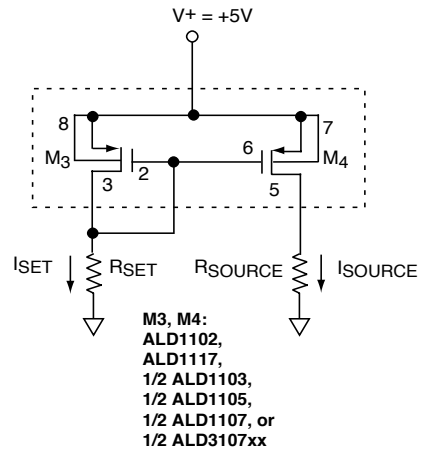 V+ = +5V
8
7
M3
3
2
6
5
M4
ISET
RSET
RSOURCE
ISOURCE
M3, M4:
ALD1102,
ALD1117,
1/2 ALD1103,
1/2 ALD1105,
1/2 ALD1107, or
1/2 ALD3107xx